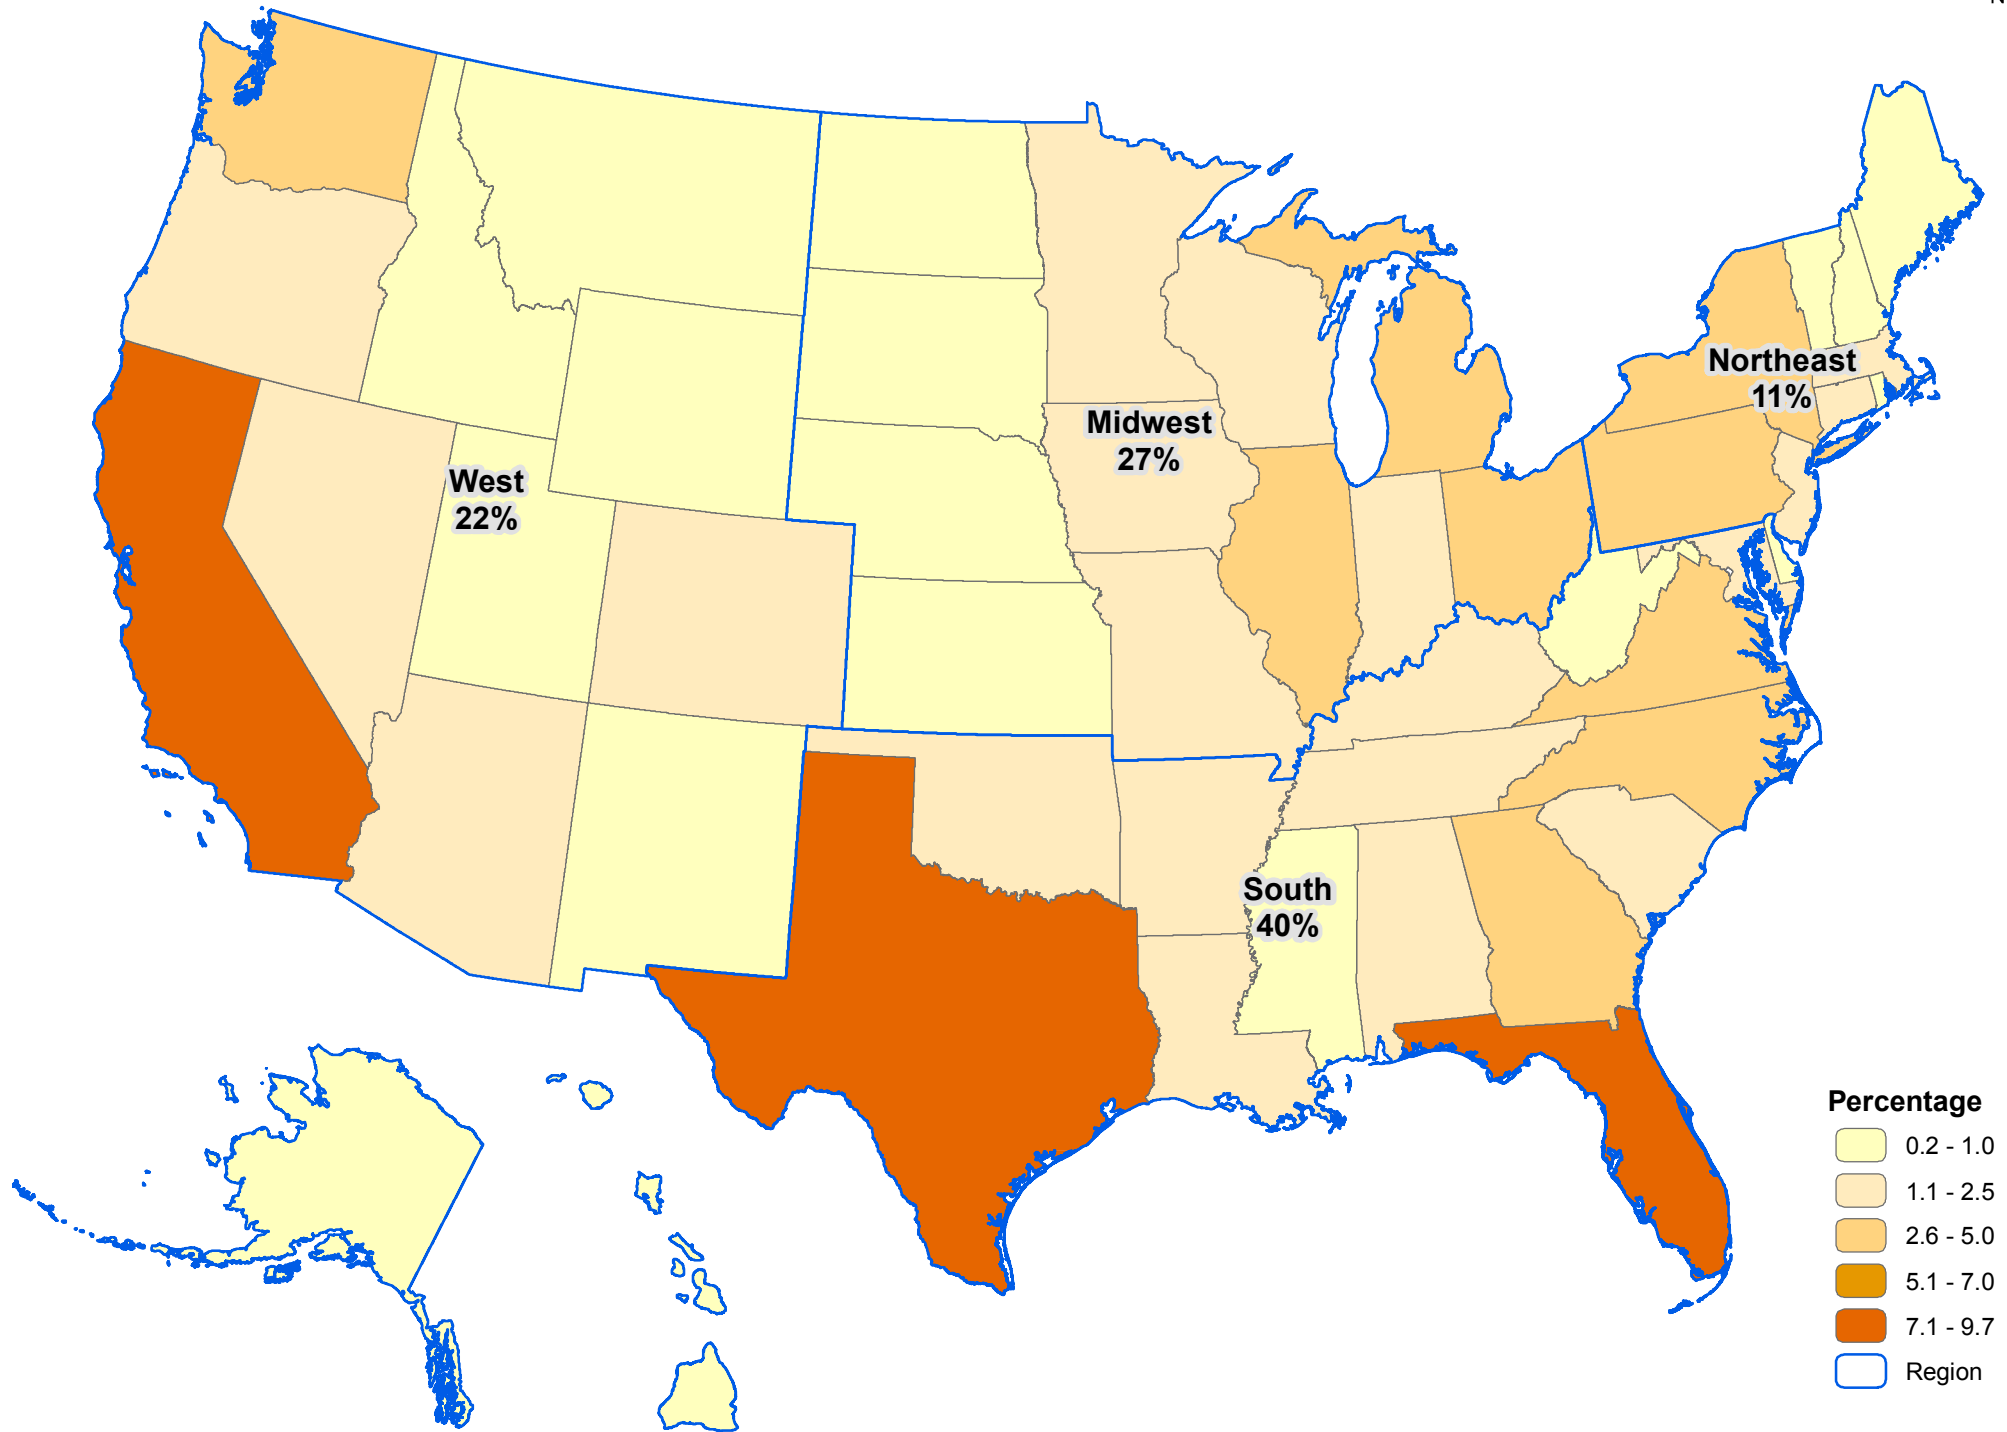 N
Northeast
11%
Midwest
27%
West
22%
South
40%
Percentage
0.2 - 1.0
1.1 - 2.5
2.6 - 5.0
5.1 - 7.0
7.1 - 9.7
Region